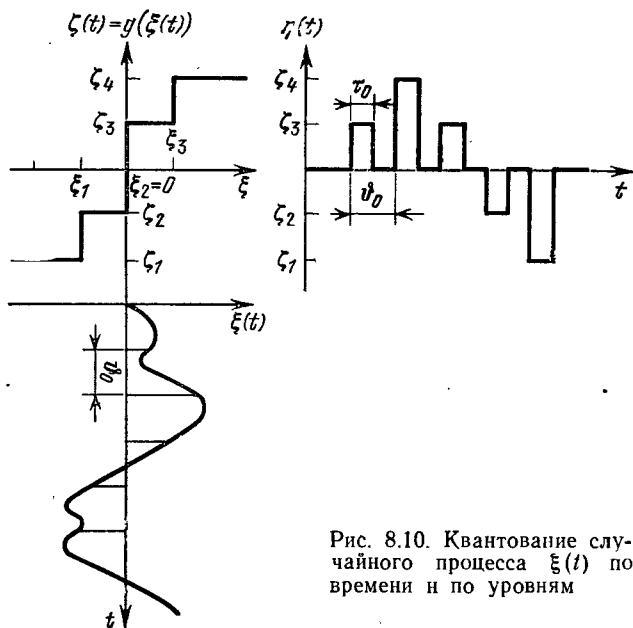 ζ(t)=g(ξ(t))
ζ4
ζ3
ξ3
ξ1
ξ2=0
ξ
ζ2
ζ1
ξ(t)
ϑ0
t
η(t)
ζ4
τ0
ζ3
t
ζ2
ϑ0
ζ1
Рис. 8.10. Квантование слу-
чайного процесса ξ(t) по
времени н по уровням